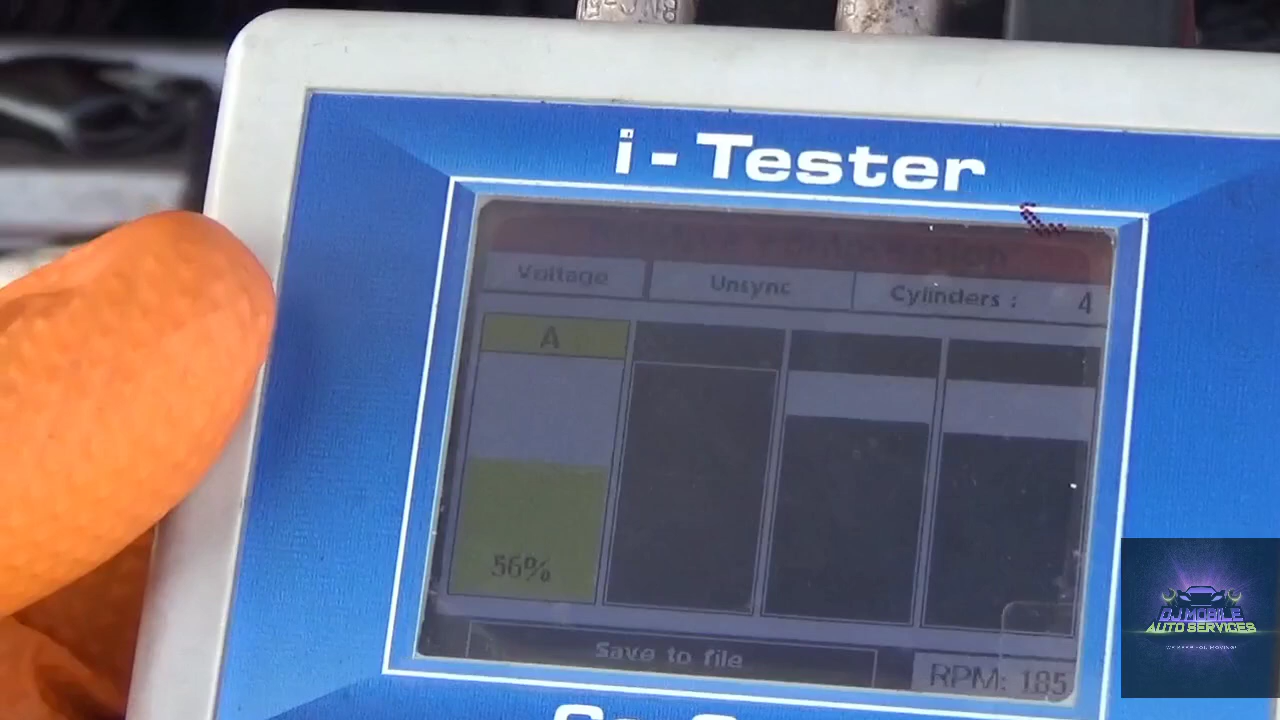 i-Tester
Voltage
Unsync
Cylinders : 4
A
56%
Save to file
RPM: 185
DJ MOBILE
AUTO SERVICES